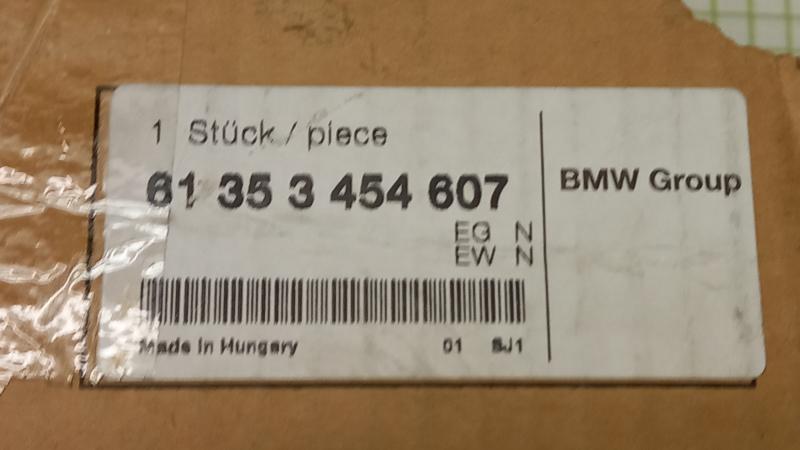 1 Stück / piece
61 35 3 454 607
EG N
EW N
Made in Hungary 01 SJ1
BMW Group